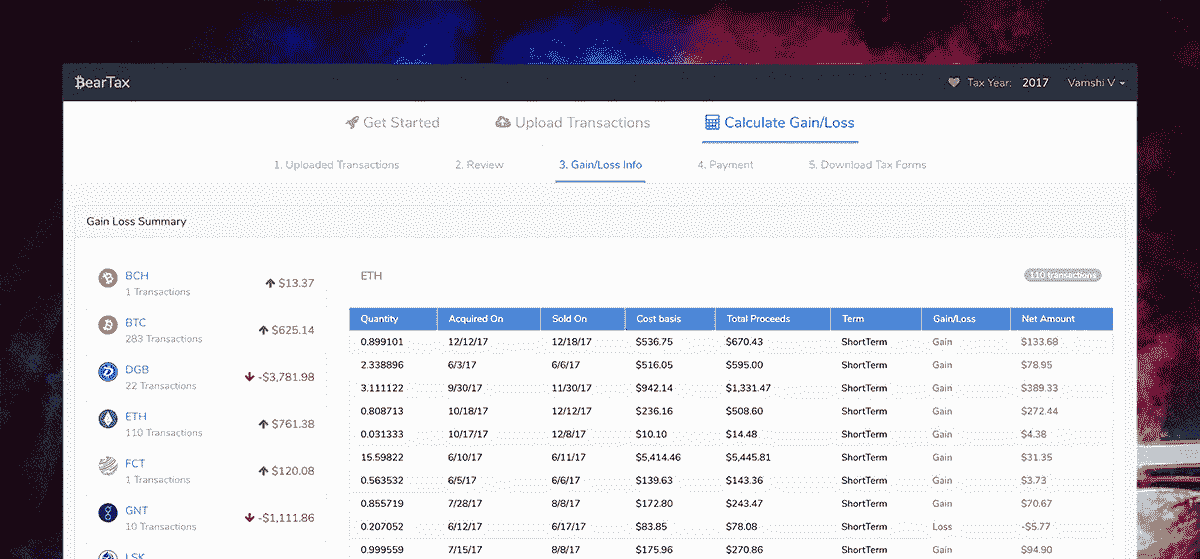 ₿earTax
Tax Year: 2017 Vamshi V
Get Started Upload Transactions Calculate Gain/Loss
1. Uploaded Transactions 2. Review 3. Gain/Loss Info 4. Payment 5. Download Tax Forms
Gain Loss Summary
BCH $13.37
1 Transactions
BTC $625.14
283 Transactions
DGB -$3,781.98
22 Transactions
ETH $761.38
110 Transactions
FCT $120.08
1 Transactions
GNT -$1,111.86
10 Transactions
LSK
ETH 110 transactions
Quantity Acquired On Sold On Cost basis Total Proceeds Term Gain/Loss Net Amount
0.899101 12/12/17 12/18/17 $536.75 $670.43 ShortTerm Gain $133.68
2.338896 6/3/17 6/6/17 $516.05 $595.00 ShortTerm Gain $78.95
3.111122 9/30/17 11/30/17 $942.14 $1,331.47 ShortTerm Gain $389.33
0.808713 10/18/17 12/12/17 $236.16 $508.60 ShortTerm Gain $272.44
0.031333 10/17/17 12/8/17 $10.10 $14.48 ShortTerm Gain $4.38
15.59822 6/10/17 6/11/17 $5,414.46 $5,445.81 ShortTerm Gain $31.35
0.563532 6/5/17 6/6/17 $139.63 $143.36 ShortTerm Gain $3.73
0.855719 7/28/17 8/8/17 $172.80 $243.47 ShortTerm Gain $70.67
0.207052 6/12/17 6/17/17 $83.85 $78.08 ShortTerm Loss -$5.77
0.999559 7/15/17 8/8/17 $175.96 $270.86 ShortTerm Gain $94.90